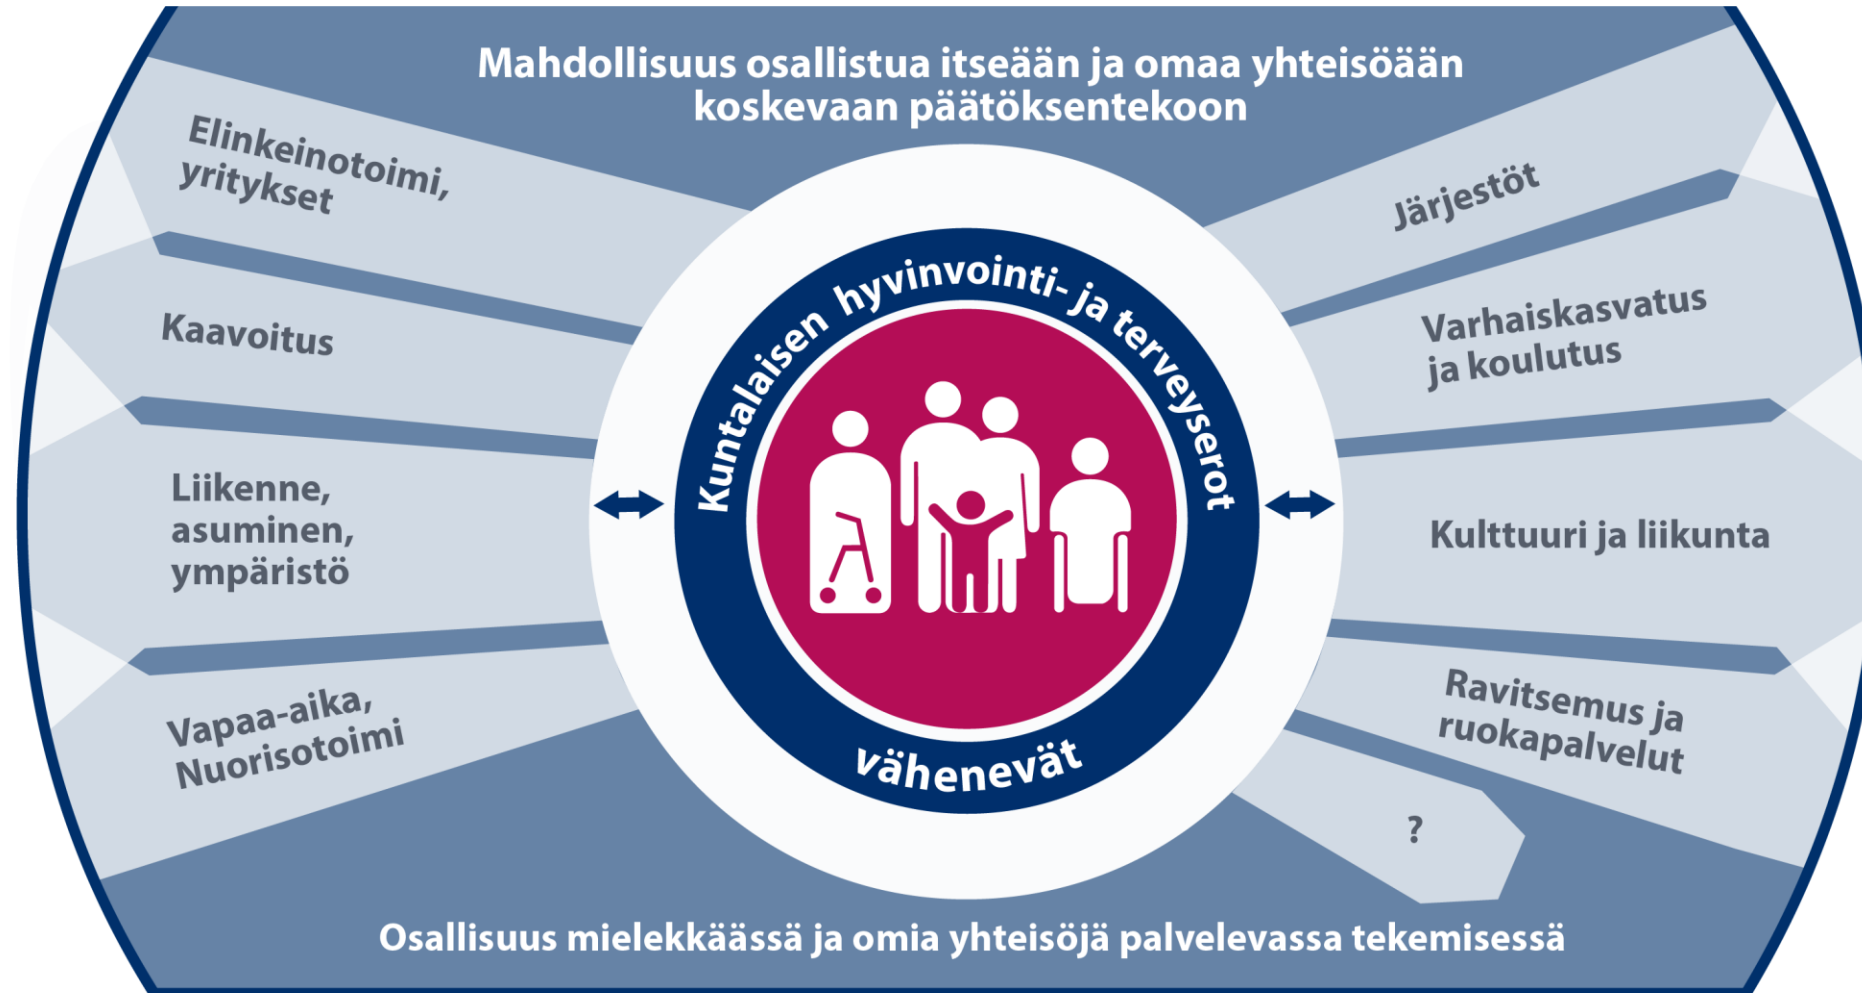 Mahdollisuus osallistua itseään ja omaa yhteisöään
koskevaan päätöksentekoon
Elinkeinotoimi,
yritykset
Kaavoitus
Liikenne,
asuminen,
ympäristö
Vapaa-aika,
Nuorisotoimi
Kuntalaisen hyvinvointi- ja terveyserot
vähenevät
Järjestöt
Varhaiskasvatus
ja koulutus
Kulttuuri ja liikunta
Ravitsemus ja
ruokapalvelut
?
Osallisuus mielekkäässä ja omia yhteisöjä palvelevassa tekemisessä